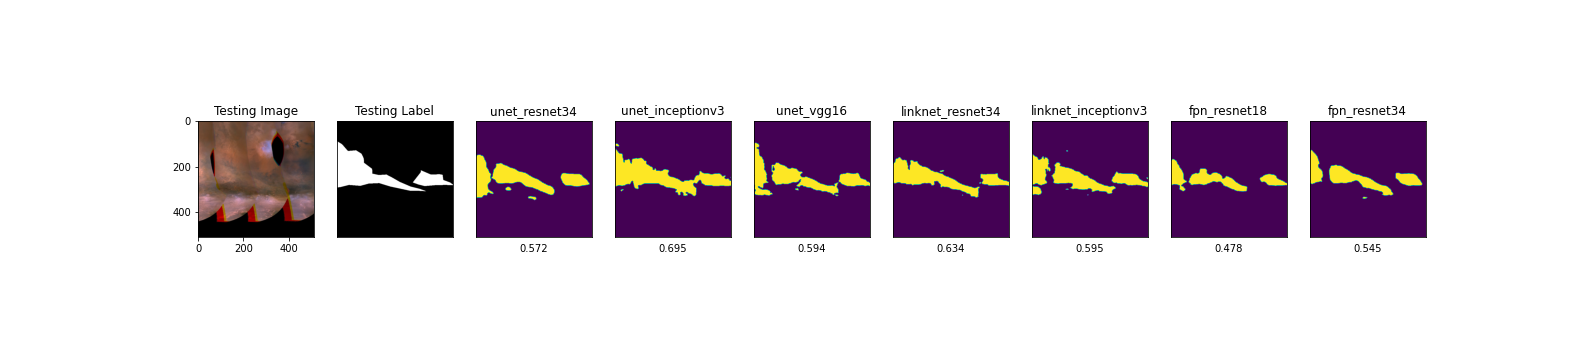 Testing Image
Testing Label
unet_resnet34
unet_inceptionv3
unet_vgg16
linknet_resnet34
linknet_inceptionv3
fpn_resnet18
fpn_resnet34
0
200
400
0 200 400
0.572
0.695
0.594
0.634
0.595
0.478
0.545